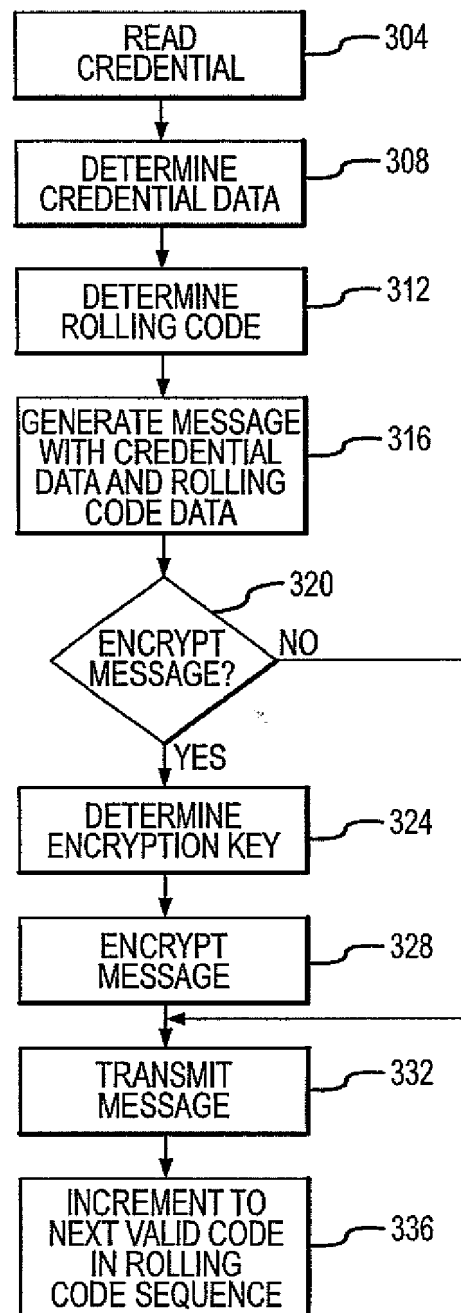 READ
CREDENTIAL
304
DETERMINE
CREDENTIAL DATA
308
DETERMINE
ROLLING CODE
312
GENERATE MESSAGE
WITH CREDENTIAL
DATA AND ROLLING
CODE DATA
316
320
ENCRYPT
MESSAGE?
NO
YES
DETERMINE
ENCRYPTION KEY
324
ENCRYPT
MESSAGE
328
TRANSMIT
MESSAGE
332
INCREMENT TO
NEXT VALID CODE
IN ROLLING
CODE SEQUENCE
336